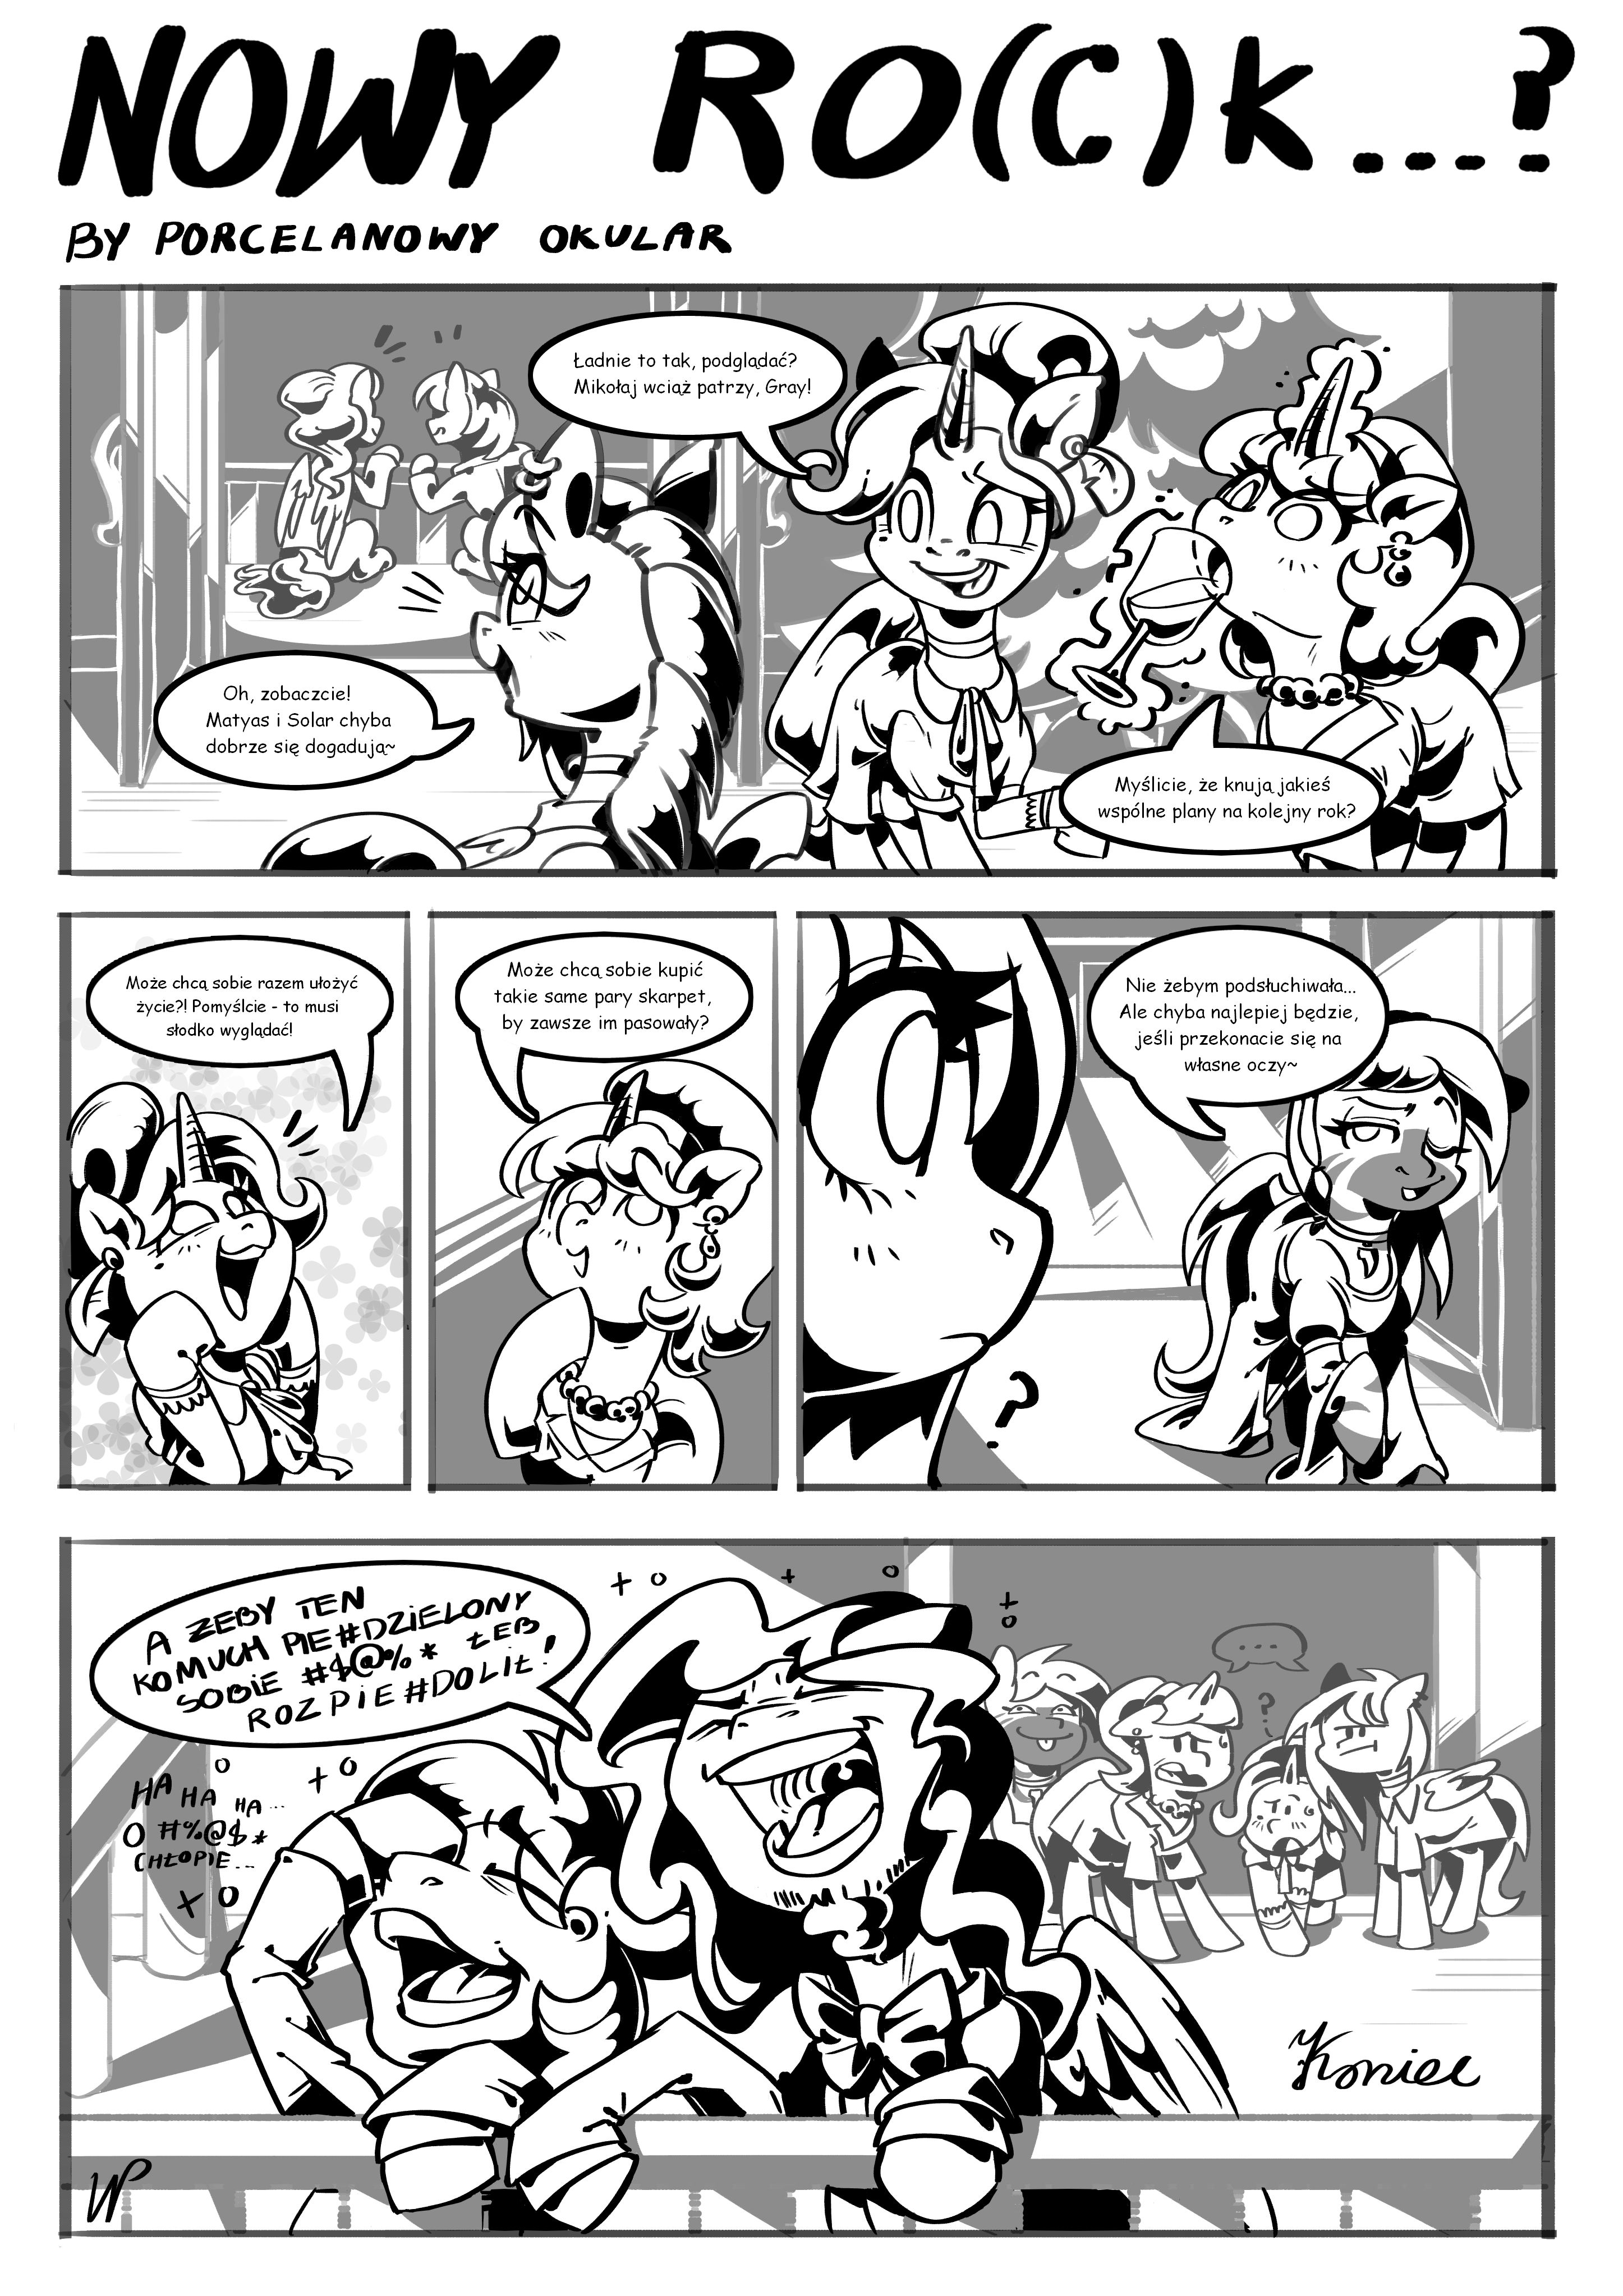 NOWY RO(C)K...?
BY PORCELANOWY OKULAR
Ładnie to tak, podglądać?
Mikołaj wciąż patrzy, Gray!
Oh, zobaczcie!
Matyas i Solar chyba
dobrze się dogadują~
Myślicie, że knują jakieś
wspólne plany na kolejny rok?
Może chcą sobie razem ułożyć
życie?! Pomyślcie - to musi
słodko wyglądać!
Może chcą sobie kupić
takie same pary skarpet,
by zawsze im pasowały?
Nie żebym podsłuchiwała...
Ale chyba najlepiej będzie,
jeśli przekonacie się na
własne oczy~
?
A ZEBY TEN
KOMUCH PIE#DZIELONY
SOBIE #$@%* ŁEB
ROZPIE#DOLIŁ!
HA HA HA...
O #%@$*
CHŁOPIE...
...
?
Koniec
WP